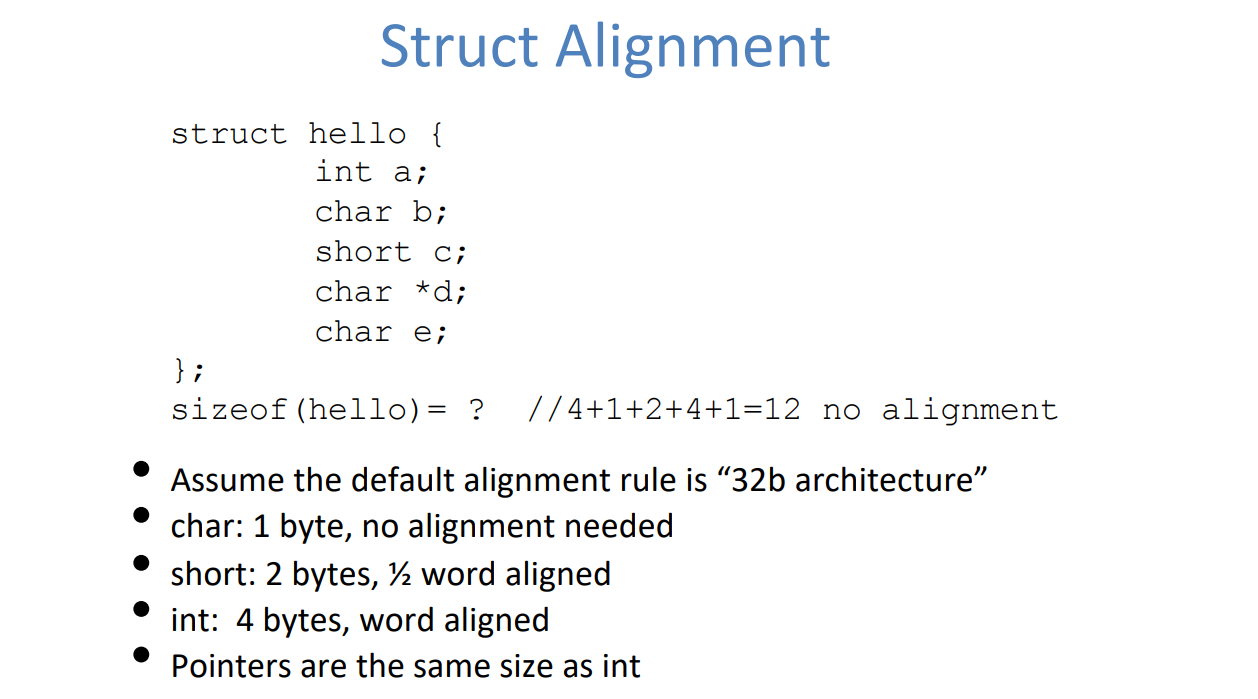 Struct Alignment
struct hello {
int a;
char b;
short c;
char *d;
char e;
};
sizeof(hello)= ? //4+1+2+4+1=12 no alignment
• Assume the default alignment rule is “32b architecture”
• char: 1 byte, no alignment needed
• short: 2 bytes, ½ word aligned
• int: 4 bytes, word aligned
• Pointers are the same size as int